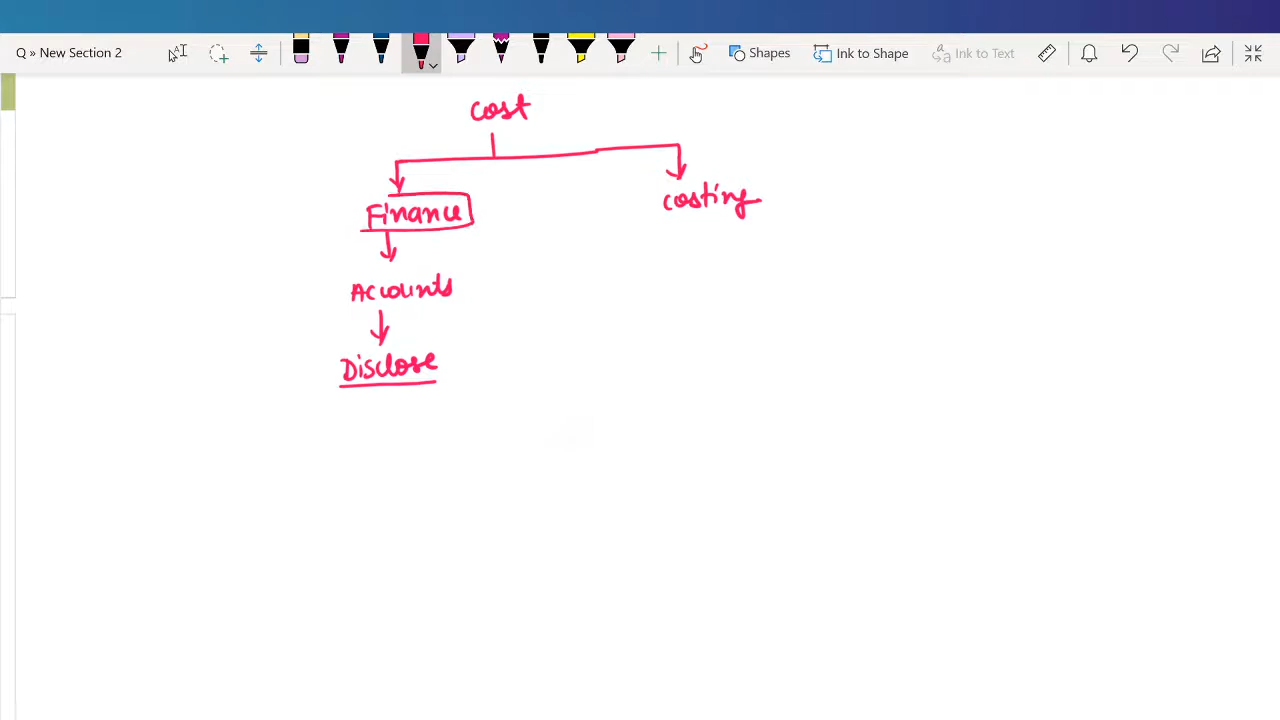 Q » New Section 2
Shapes
Ink to Shape
Ink to Text
Cost
Finance
Costing
Accounts
Disclose